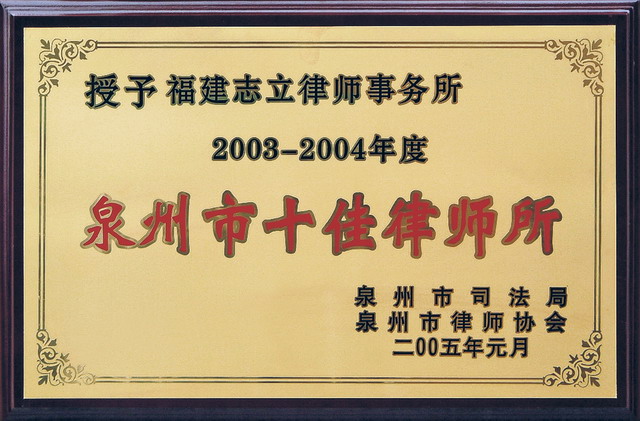 授予 福建志立律师事务所
2003-2004年度
泉州市十佳律师所
泉州市司法局
泉州市律师协会
二00五年元月